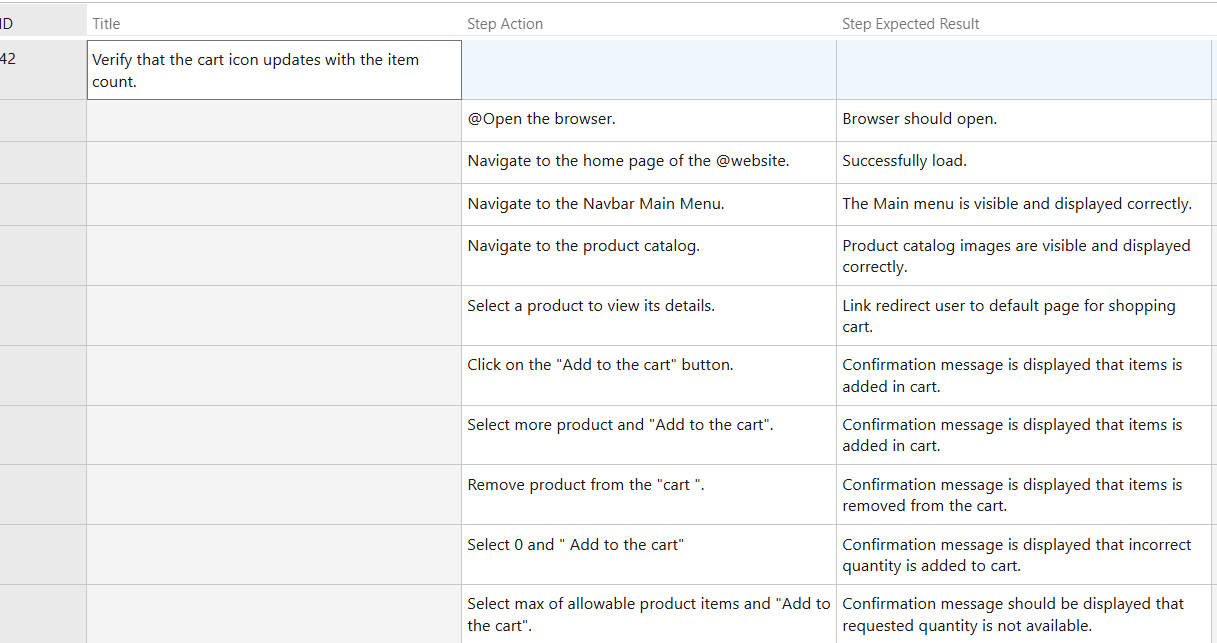 ID Title Step Action Step Expected Result
42 Verify that the cart icon updates with the item
count.
@Open the browser. Browser should open.
Navigate to the home page of the @website. Successfully load.
Navigate to the Navbar Main Menu. The Main menu is visible and displayed correctly.
Navigate to the product catalog. Product catalog images are visible and displayed
correctly.
Select a product to view its details. Link redirect user to default page for shopping
cart.
Click on the "Add to the cart" button. Confirmation message is displayed that items is
added in cart.
Select more product and "Add to the cart". Confirmation message is displayed that items is
added in cart.
Remove product from the "cart ". Confirmation message is displayed that items is
removed from the cart.
Select 0 and " Add to the cart" Confirmation message is displayed that incorrect
quantity is added to cart.
Select max of allowable product items and "Add to Confirmation message should be displayed that
the cart". requested quantity is not available.